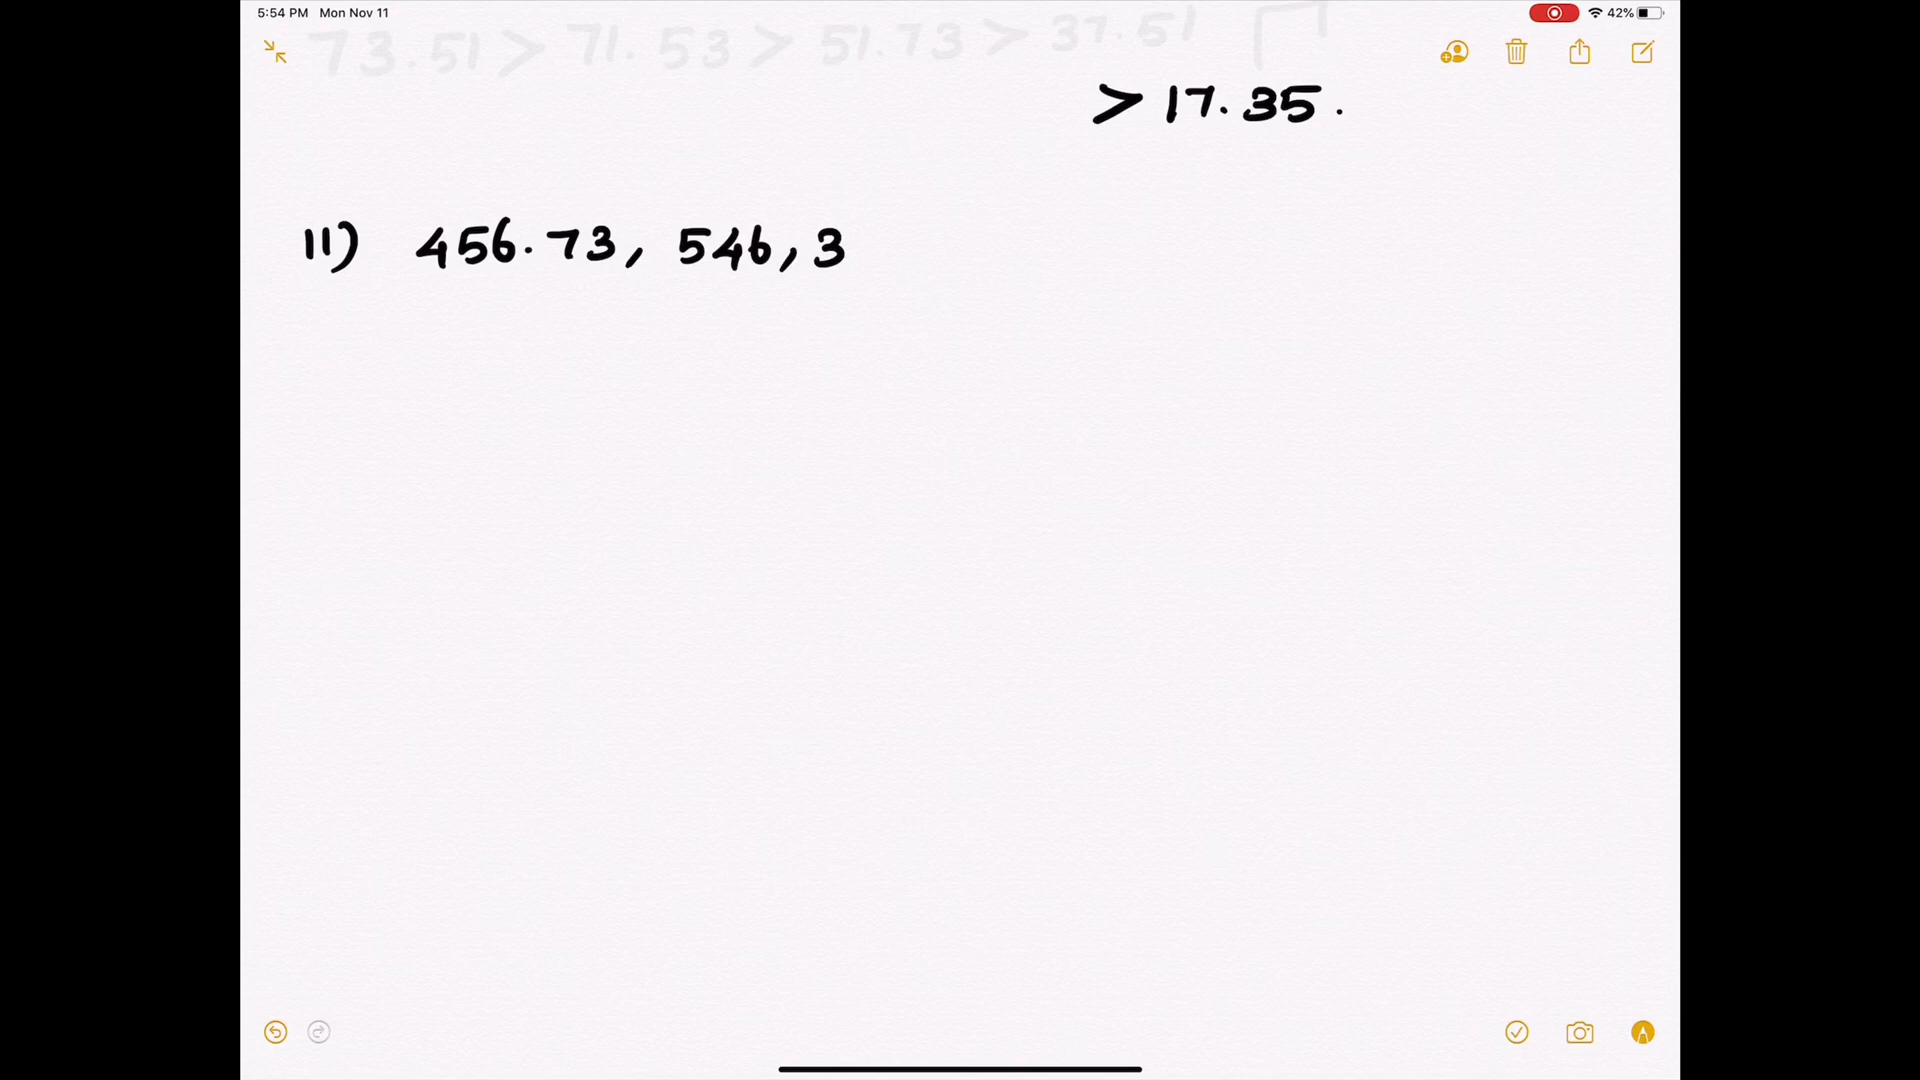 5:54 PM Mon Nov 11 42%
73.51 > 71.53 > 51.73 > 37.51
> 17.35.
11) 456.73, 546, 3